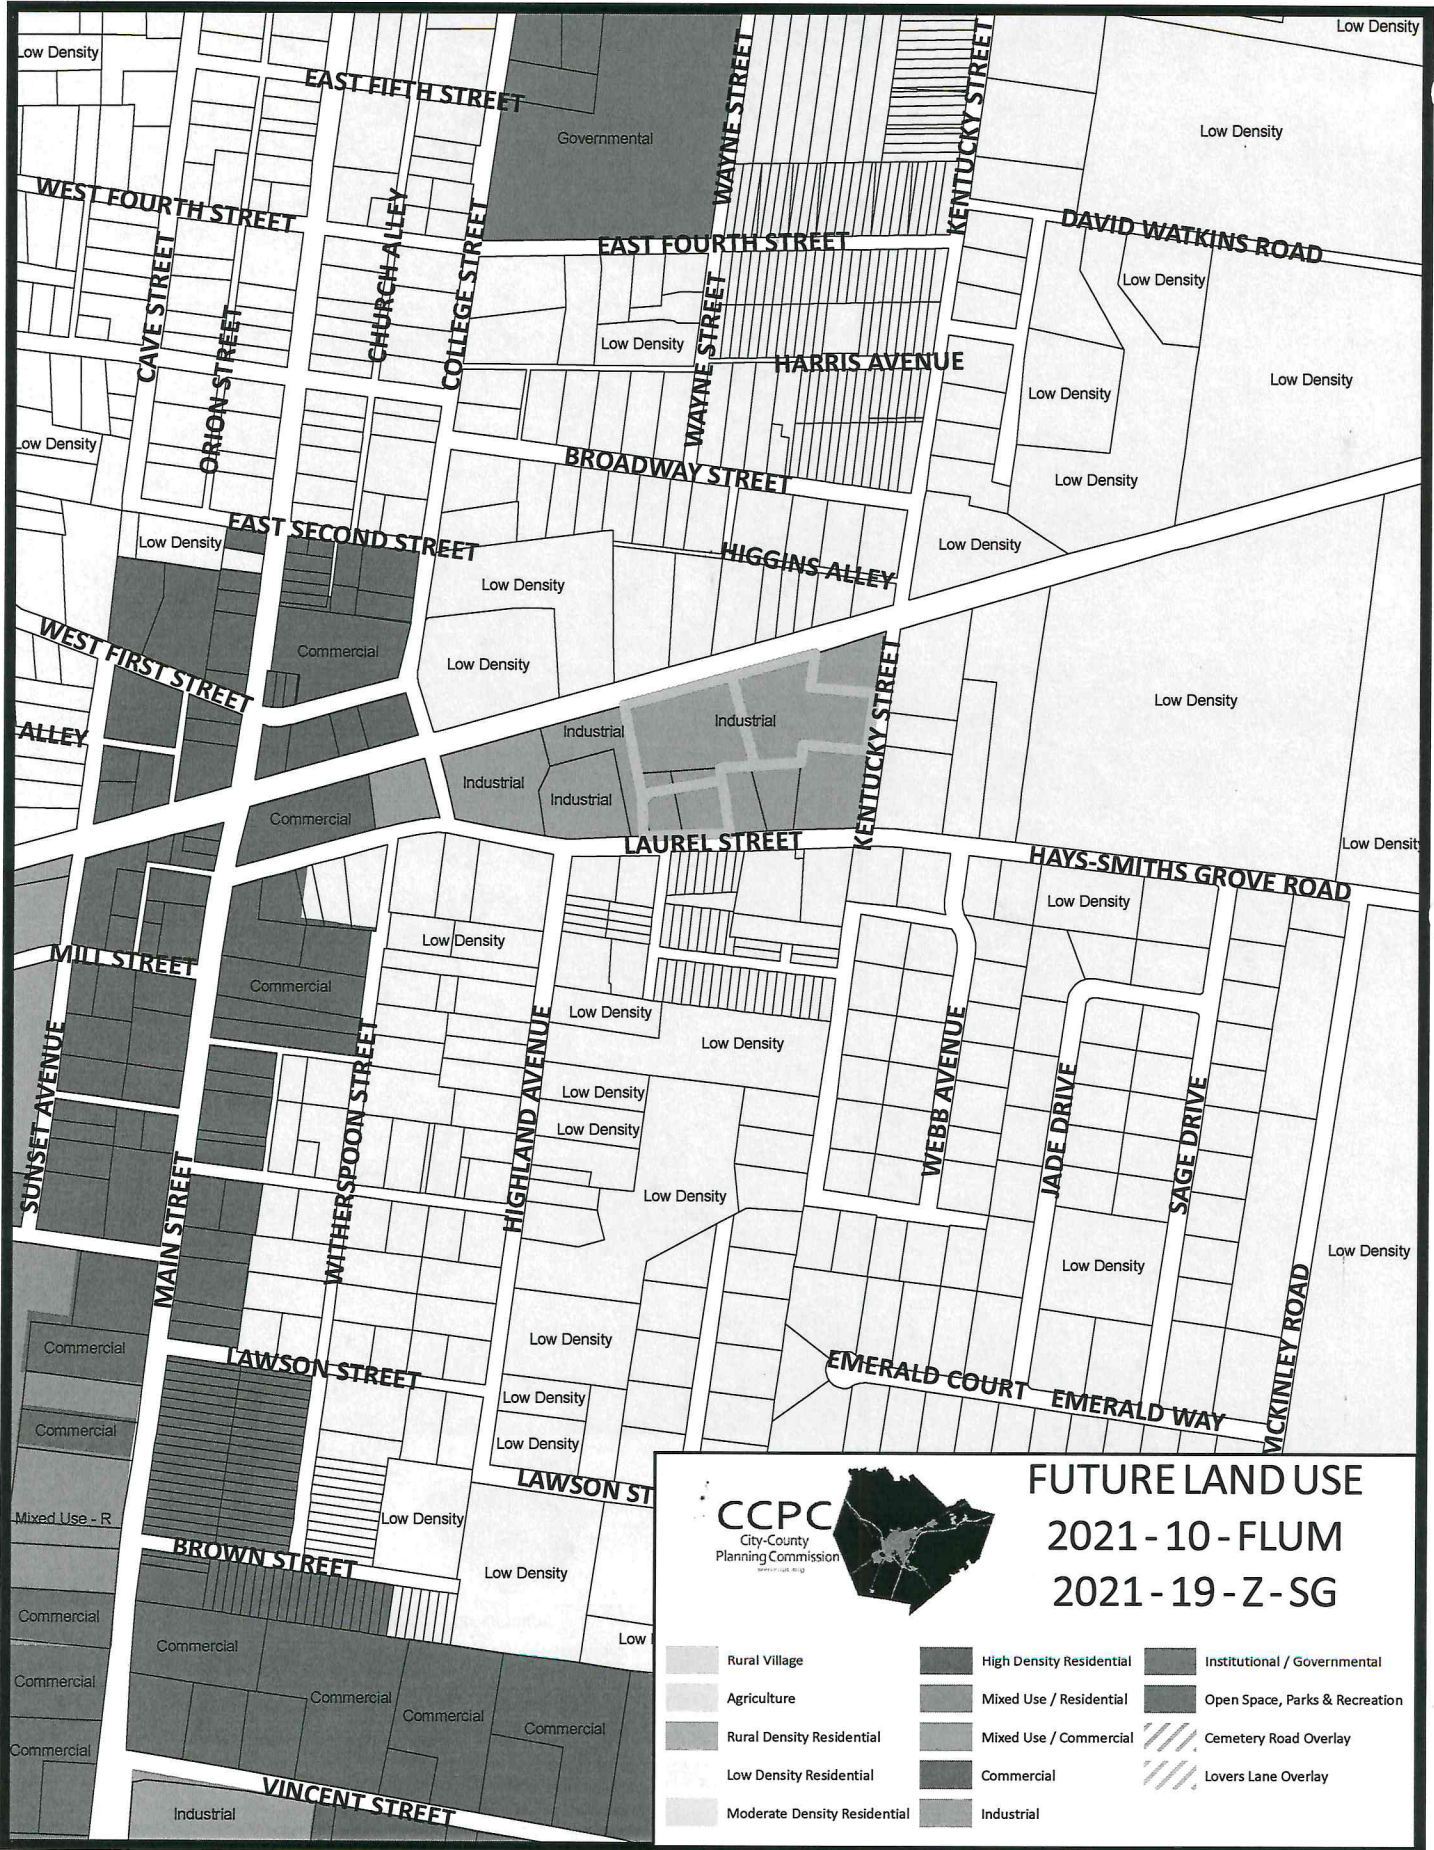 Low Density
Low Density
EAST FIFTH STREET
WAYNE STREET
KENTUCKY STREET
Governmental
Low Density
WEST FOURTH STREET
CHURCH ALLEY
COLLEGE STREET
EAST FOURTH STREET
DAVID WATKINS ROAD
CAVE STREET
ORION STREET
WAYNE STREET
Low Density
Low Density
HARRIS AVENUE
Low Density
Low Density
Low Density
BROADWAY STREET
Low Density
EAST SECOND STREET
Low Density
HIGGINS ALLEY
Low Density
Low Density
WEST FIRST STREET
Commercial
Low Density
KENTUCKY STREET
Low Density
ALLEY
Industrial
Industrial
Industrial
Industrial
Commercial
LAUREL STREET
Low Density
HAYS-SMITHS GROVE ROAD
Low Density
Low Density
MILL STREET
Commercial
Low Density
Low Density
SUNSET AVENUE
WITHERSPOON STREET
HIGHLAND AVENUE
WEBB AVENUE
JADE DRIVE
SAGE DRIVE
Low Density
Low Density
Low Density
MAIN STREET
Low Density
Low Density
MCKINLEY ROAD
Commercial
Low Density
LAWSON STREET
EMERALD COURT
EMERALD WAY
Low Density
Commercial
Low Density
LAWSON ST
Mixed Use - R
Low Density
BROWN STREET
Low Density
Commercial
Commercial
Low
Commercial
Commercial
Commercial
Commercial
Commercial
VINCENT STREET
Industrial
CCPC
City-County
Planning Commission
FUTURE LAND USE
2021 - 10 - FLUM
2021 - 19 - Z - SG
Rural Village
Agriculture
Rural Density Residential
Low Density Residential
Moderate Density Residential
High Density Residential
Mixed Use / Residential
Mixed Use / Commercial
Commercial
Industrial
Institutional / Governmental
Open Space, Parks & Recreation
Cemetery Road Overlay
Lovers Lane Overlay